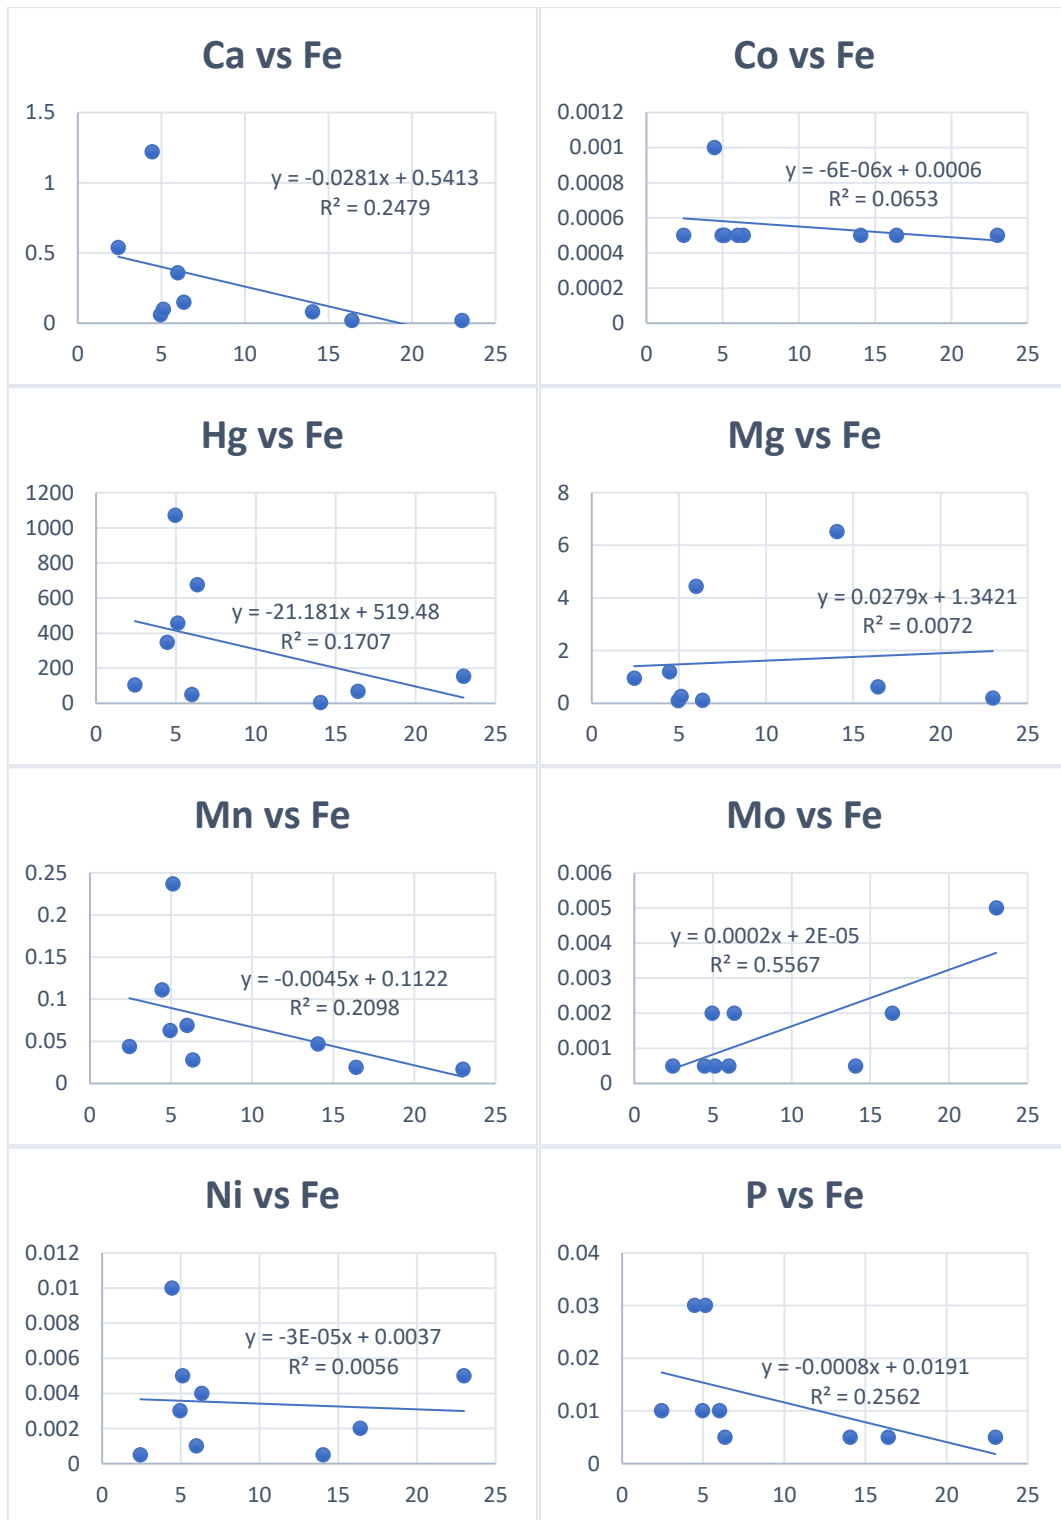 Ca vs Fe
1.5
1
0.5
0
y = -0.0281x + 0.5413
R² = 0.2479
0 5 10 15 20 25
Co vs Fe
0.0012
0.001
0.0008
0.0006
0.0004
0.0002
0
y = -6E-06x + 0.0006
R² = 0.0653
0 5 10 15 20 25
Hg vs Fe
1200
1000
800
600
400
200
0
y = -21.181x + 519.48
R² = 0.1707
0 5 10 15 20 25
Mg vs Fe
8
6
4
2
0
y = 0.0279x + 1.3421
R² = 0.0072
0 5 10 15 20 25
Mn vs Fe
0.25
0.2
0.15
0.1
0.05
0
y = -0.0045x + 0.1122
R² = 0.2098
0 5 10 15 20 25
Mo vs Fe
0.006
0.005
0.004
0.003
0.002
0.001
0
y = 0.0002x + 2E-05
R² = 0.5567
0 5 10 15 20 25
Ni vs Fe
0.012
0.01
0.008
0.006
0.004
0.002
0
y = -3E-05x + 0.0037
R² = 0.0056
0 5 10 15 20 25
P vs Fe
0.04
0.03
0.02
0.01
0
y = -0.0008x + 0.0191
R² = 0.2562
0 5 10 15 20 25